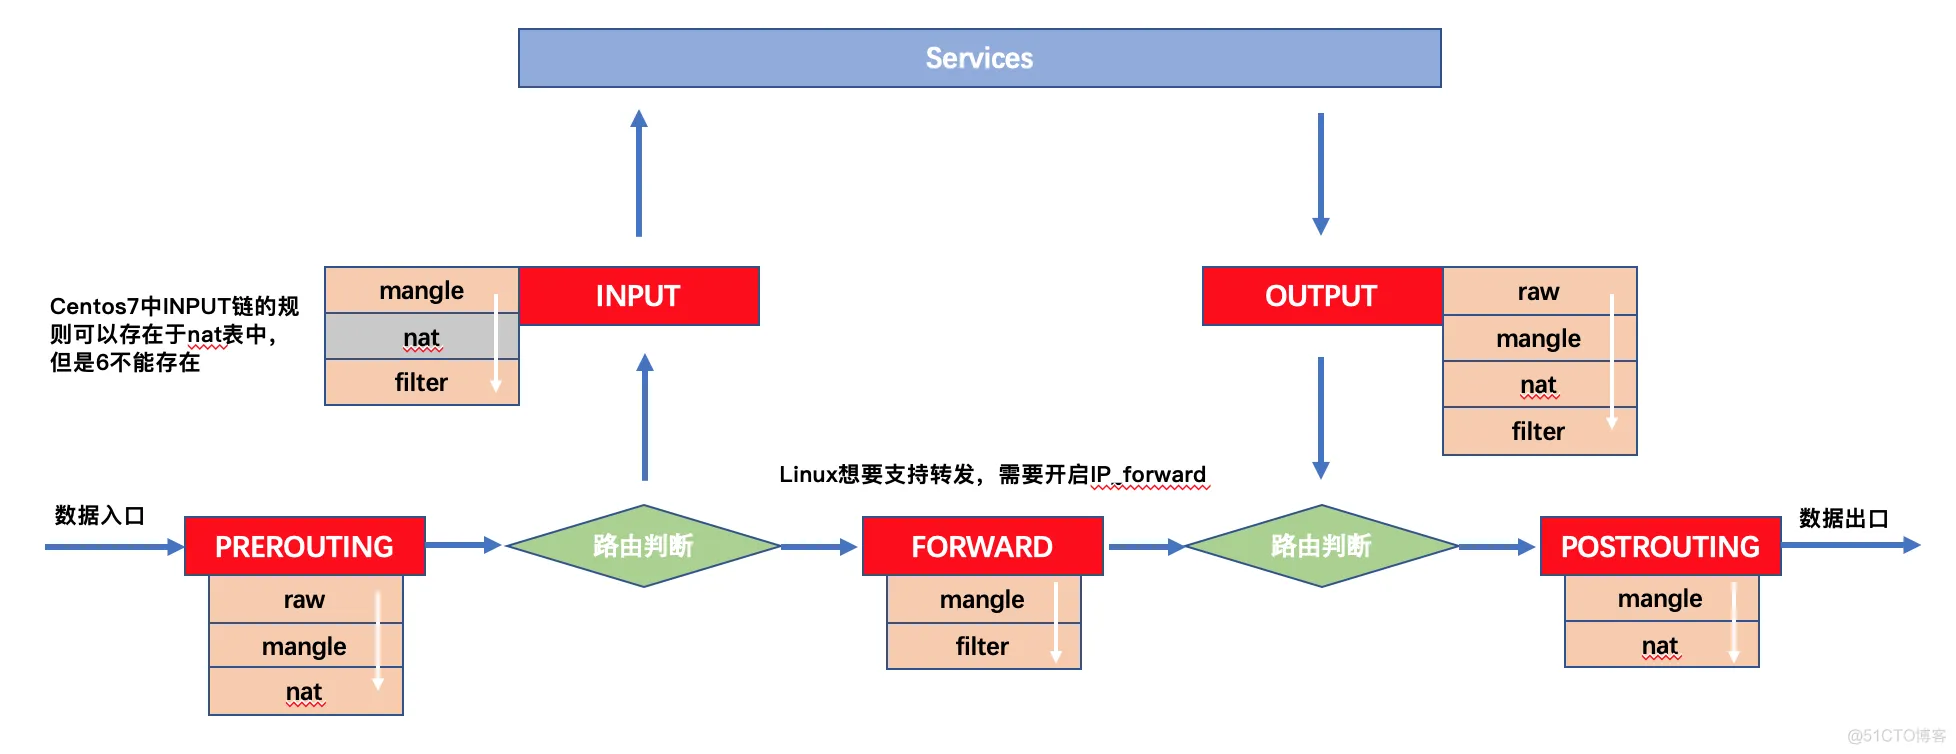 Services
mangle
nat
filter
INPUT
OUTPUT
raw
mangle
nat
filter
Centos7中INPUT链的规
则可以存在于nat表中，
但是6不能存在
Linux想要支持转发，需要开启IP_forward
数据入口
PREROUTING
raw
mangle
nat
路由判断
FORWARD
mangle
filter
路由判断
POSTROUTING
mangle
nat
数据出口
@51CTO博客